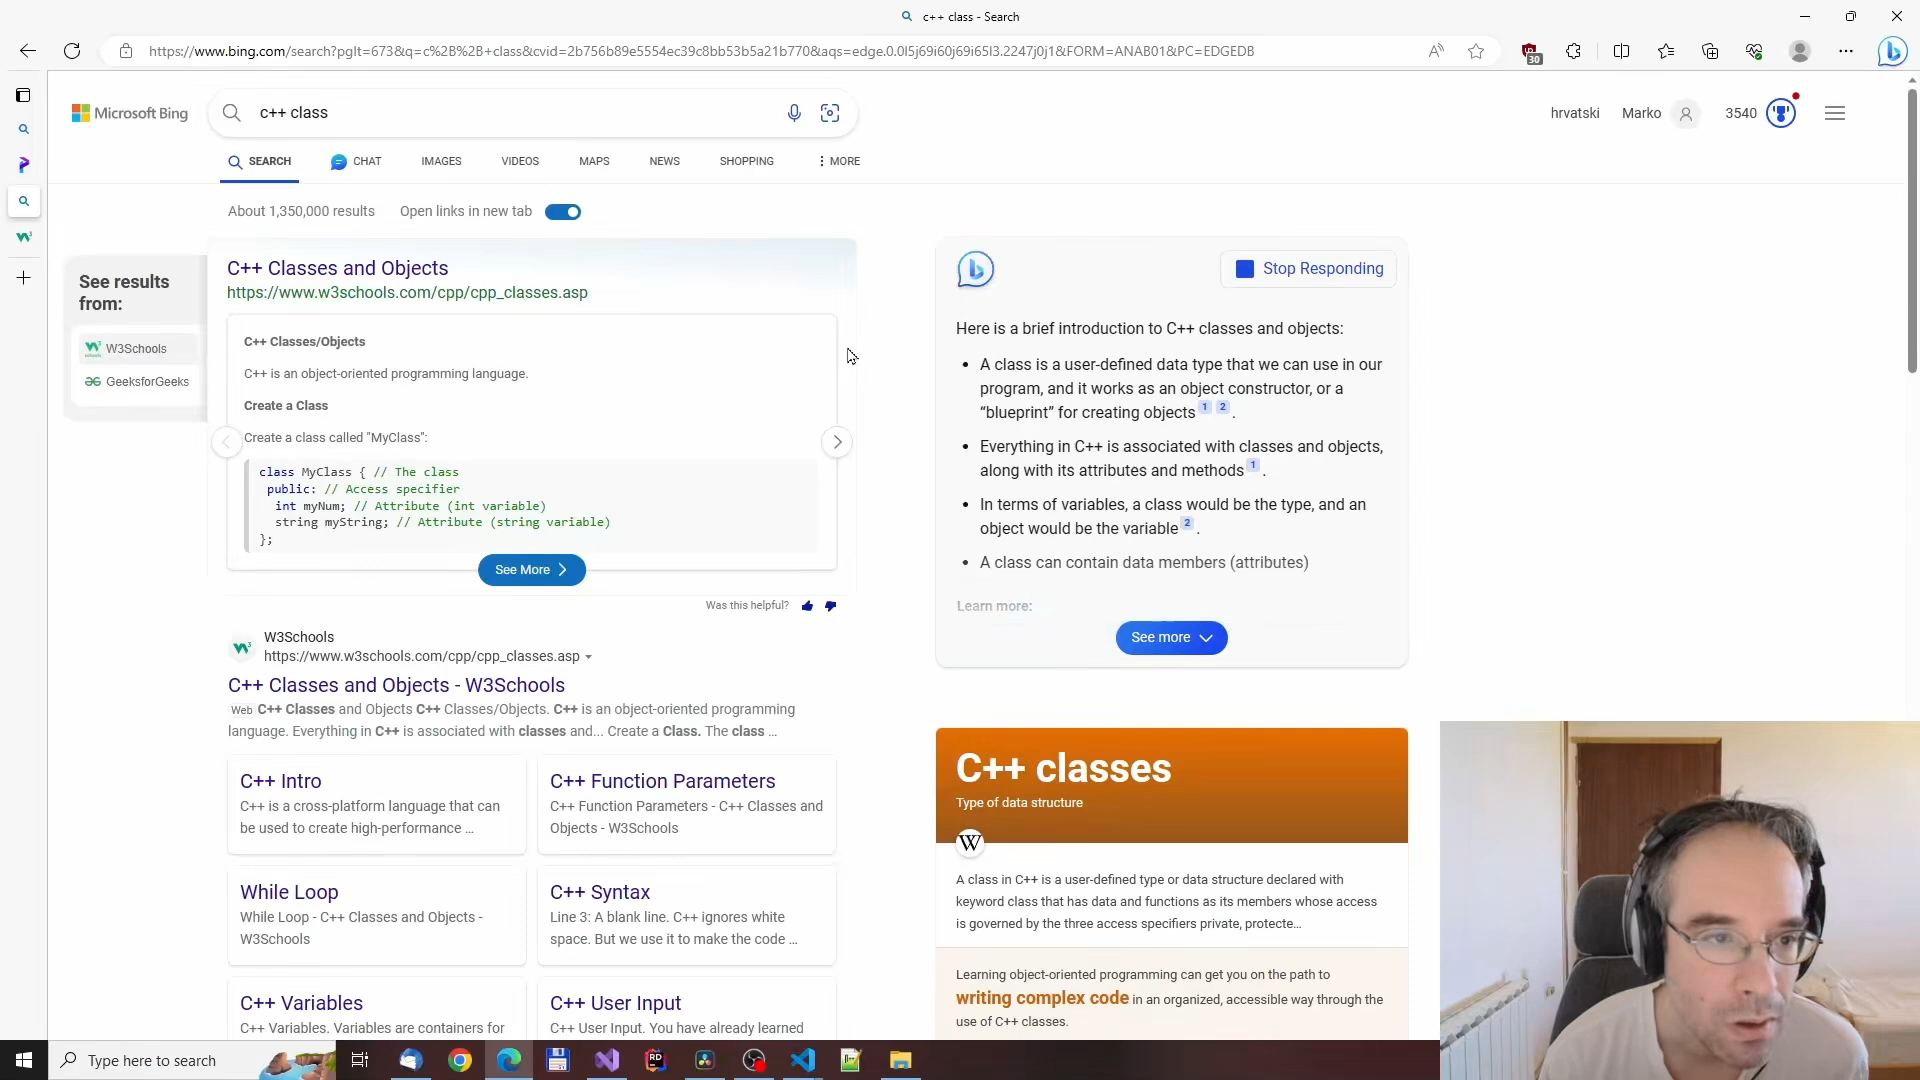 c++ class - Search
https://www.bing.com/search?pglt=673&q=c%2B%2B+class&cvid=2b756b89e5554ec39c8bb53b5a21b770&aqs=edge.0.0l5j69i60j69i65l3.2247j0j1&FORM=ANAB01&PC=EDGEDB
30
Microsoft Bing
c++ class
hrvatski
Marko
3540
SEARCH
CHAT
IMAGES
VIDEOS
MAPS
NEWS
SHOPPING
MORE
About 1,350,000 results
Open links in new tab
See results
from:
W3Schools
GeeksforGeeks
C++ Classes and Objects
https://www.w3schools.com/cpp/cpp_classes.asp
C++ Classes/Objects
C++ is an object-oriented programming language.
Create a Class
Create a class called "MyClass":
class MyClass { // The class
public: // Access specifier
int myNum; // Attribute (int variable)
string myString; // Attribute (string variable)
};
See More
Was this helpful?
W3Schools
https://www.w3schools.com/cpp/cpp_classes.asp
C++ Classes and Objects - W3Schools
Web C++ Classes and Objects C++ Classes/Objects. C++ is an object-oriented programming
language. Everything in C++ is associated with classes and... Create a Class. The class ...
C++ Intro
C++ is a cross-platform language that can
be used to create high-performance ...
C++ Function Parameters
C++ Function Parameters - C++ Classes and
Objects - W3Schools
While Loop
While Loop - C++ Classes and Objects -
W3Schools
C++ Syntax
Line 3: A blank line. C++ ignores white
space. But we use it to make the code ...
C++ Variables
C++ Variables. Variables are containers for
C++ User Input
C++ User Input. You have already learned
Stop Responding
Here is a brief introduction to C++ classes and objects:
• A class is a user-defined data type that we can use in our
program, and it works as an object constructor, or a
“blueprint” for creating objects 1 2 .
• Everything in C++ is associated with classes and objects,
along with its attributes and methods 1 .
• In terms of variables, a class would be the type, and an
object would be the variable 2 .
• A class can contain data members (attributes)
Learn more:
See more
C++ classes
Type of data structure
W
A class in C++ is a user-defined type or data structure declared with
keyword class that has data and functions as its members whose access
is governed by the three access specifiers private, protecte...
Learning object-oriented programming can get you on the path to
writing complex code in an organized, accessible way through the
use of C++ classes.
Type here to search